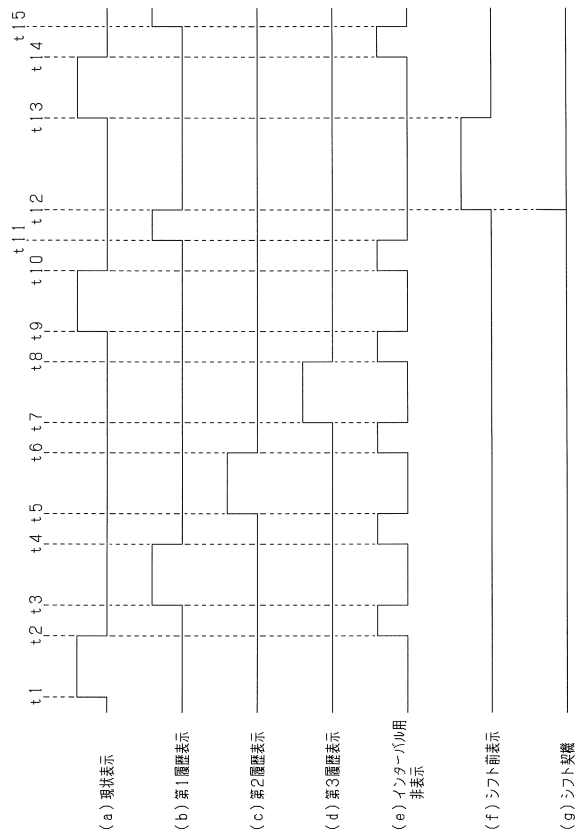 t1
t2
t3
t4
t5
t6
t7
t8
t9
t10
t11
t12
t13
t14
t15
(a)現状表示
(b)第1履歴表示
(c)第2履歴表示
(d)第3履歴表示
(e)インターバル用
非表示
(f)シフト前表示
(g)シフト契機